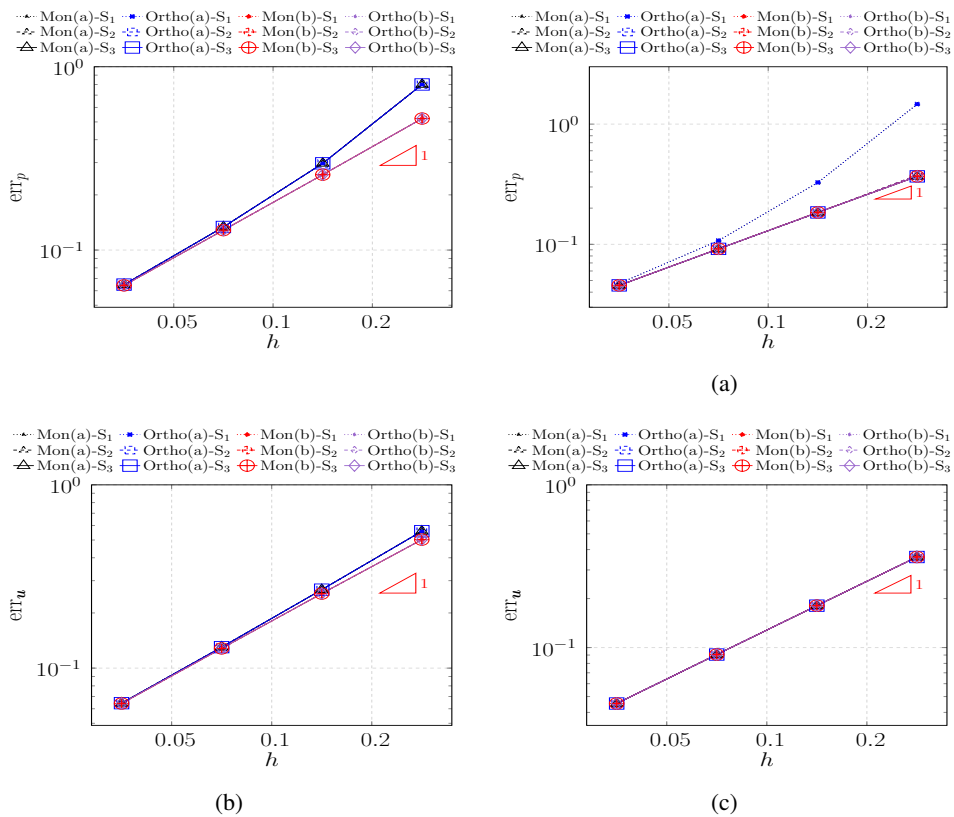 Mon(a)-S1 Ortho(a)-S1 Mon(b)-S1 Ortho(b)-S1
Mon(a)-S2 Ortho(a)-S2 Mon(b)-S2 Ortho(b)-S2
Mon(a)-S3 Ortho(a)-S3 Mon(b)-S3 Ortho(b)-S3
10^0
10^−1
err_p
1
0.05 0.1 0.2
h
Mon(a)-S1 Ortho(a)-S1 Mon(b)-S1 Ortho(b)-S1
Mon(a)-S2 Ortho(a)-S2 Mon(b)-S2 Ortho(b)-S2
Mon(a)-S3 Ortho(a)-S3 Mon(b)-S3 Ortho(b)-S3
10^0
10^−1
err_p
1
0.05 0.1 0.2
h
(a)
Mon(a)-S1 Ortho(a)-S1 Mon(b)-S1 Ortho(b)-S1
Mon(a)-S2 Ortho(a)-S2 Mon(b)-S2 Ortho(b)-S2
Mon(a)-S3 Ortho(a)-S3 Mon(b)-S3 Ortho(b)-S3
10^0
10^−1
err_u
1
0.05 0.1 0.2
h
(b)
Mon(a)-S1 Ortho(a)-S1 Mon(b)-S1 Ortho(b)-S1
Mon(a)-S2 Ortho(a)-S2 Mon(b)-S2 Ortho(b)-S2
Mon(a)-S3 Ortho(a)-S3 Mon(b)-S3 Ortho(b)-S3
10^0
10^−1
err_u
1
0.05 0.1 0.2
h
(c)